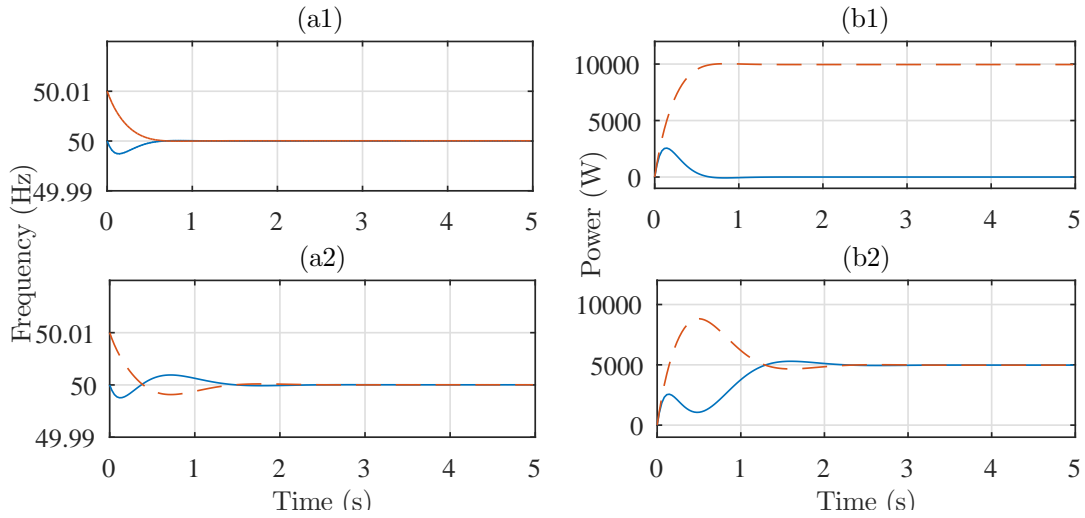 (a1)
50.01
50
49.99
0 1 2 3 4 5
(b1)
10000
5000
0
0 1 2 3 4 5
Frequency (Hz)
Power (W)
(a2)
50.01
50
49.99
0 1 2 3 4 5
Time (s)
(b2)
10000
5000
0
0 1 2 3 4 5
Time (s)